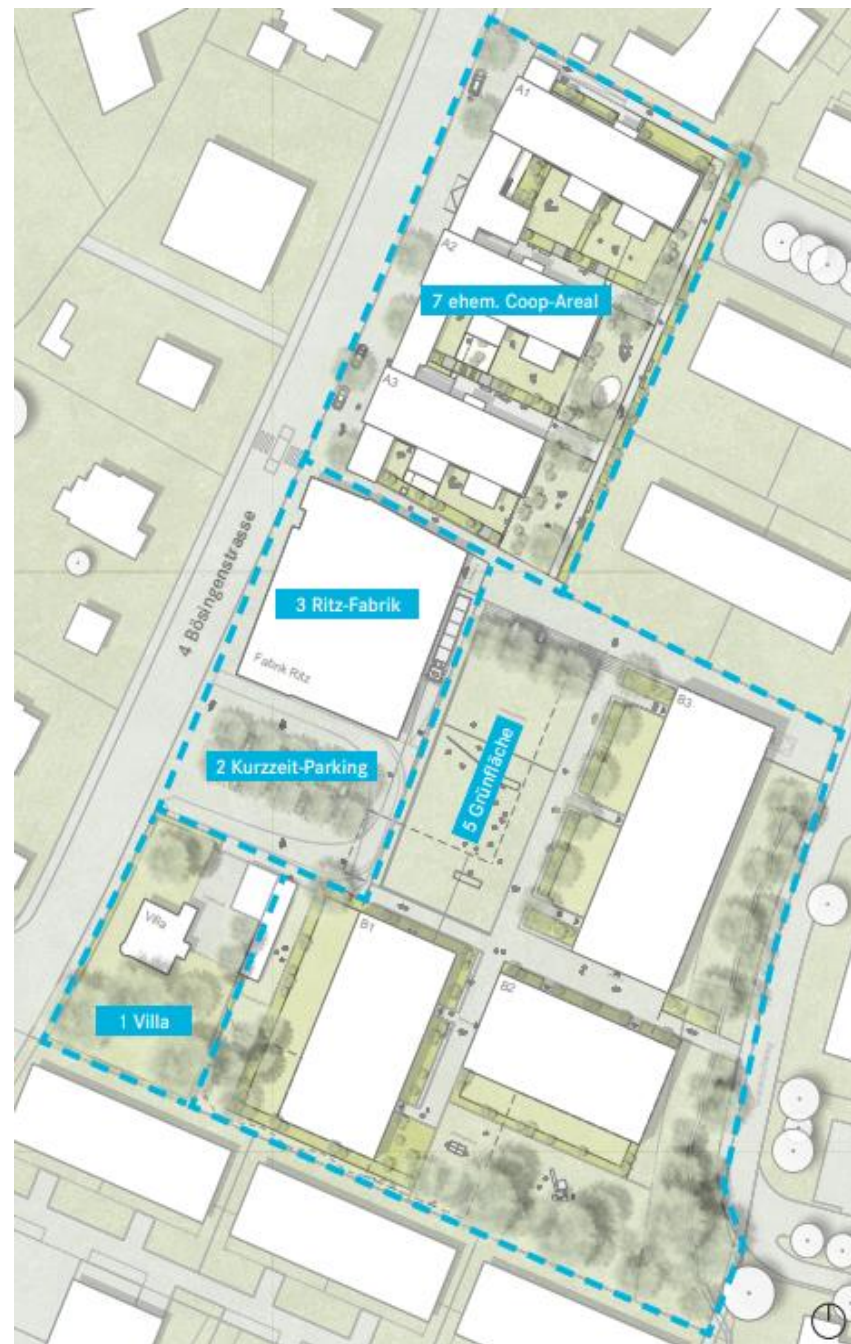 A1
A2
7 ehem. Coop-Areal
A3
4 Bösingenstrasse
3 Ritz-Fabrik
Fabrik Ritz
B3
5 Grünfläche
2 Kurzzeit-Parking
Villa
B1
B2
1 Villa